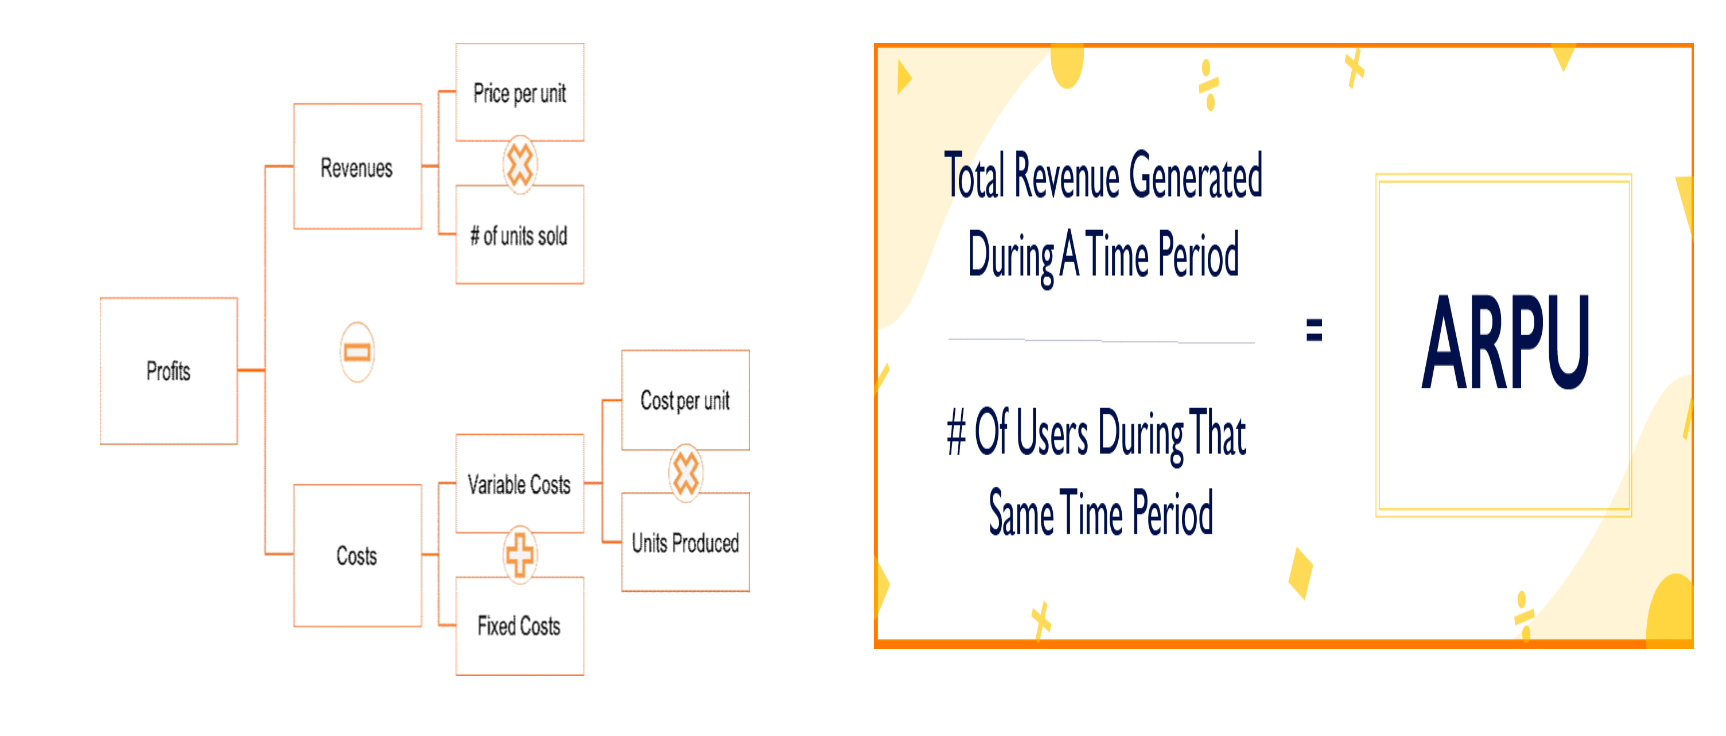 Price per unit
Revenues
# of units sold
Profits
Cost per unit
Variable Costs
Units Produced
Costs
Fixed Costs
Total Revenue Generated
During A Time Period
# Of Users During That
Same Time Period
=
ARPU